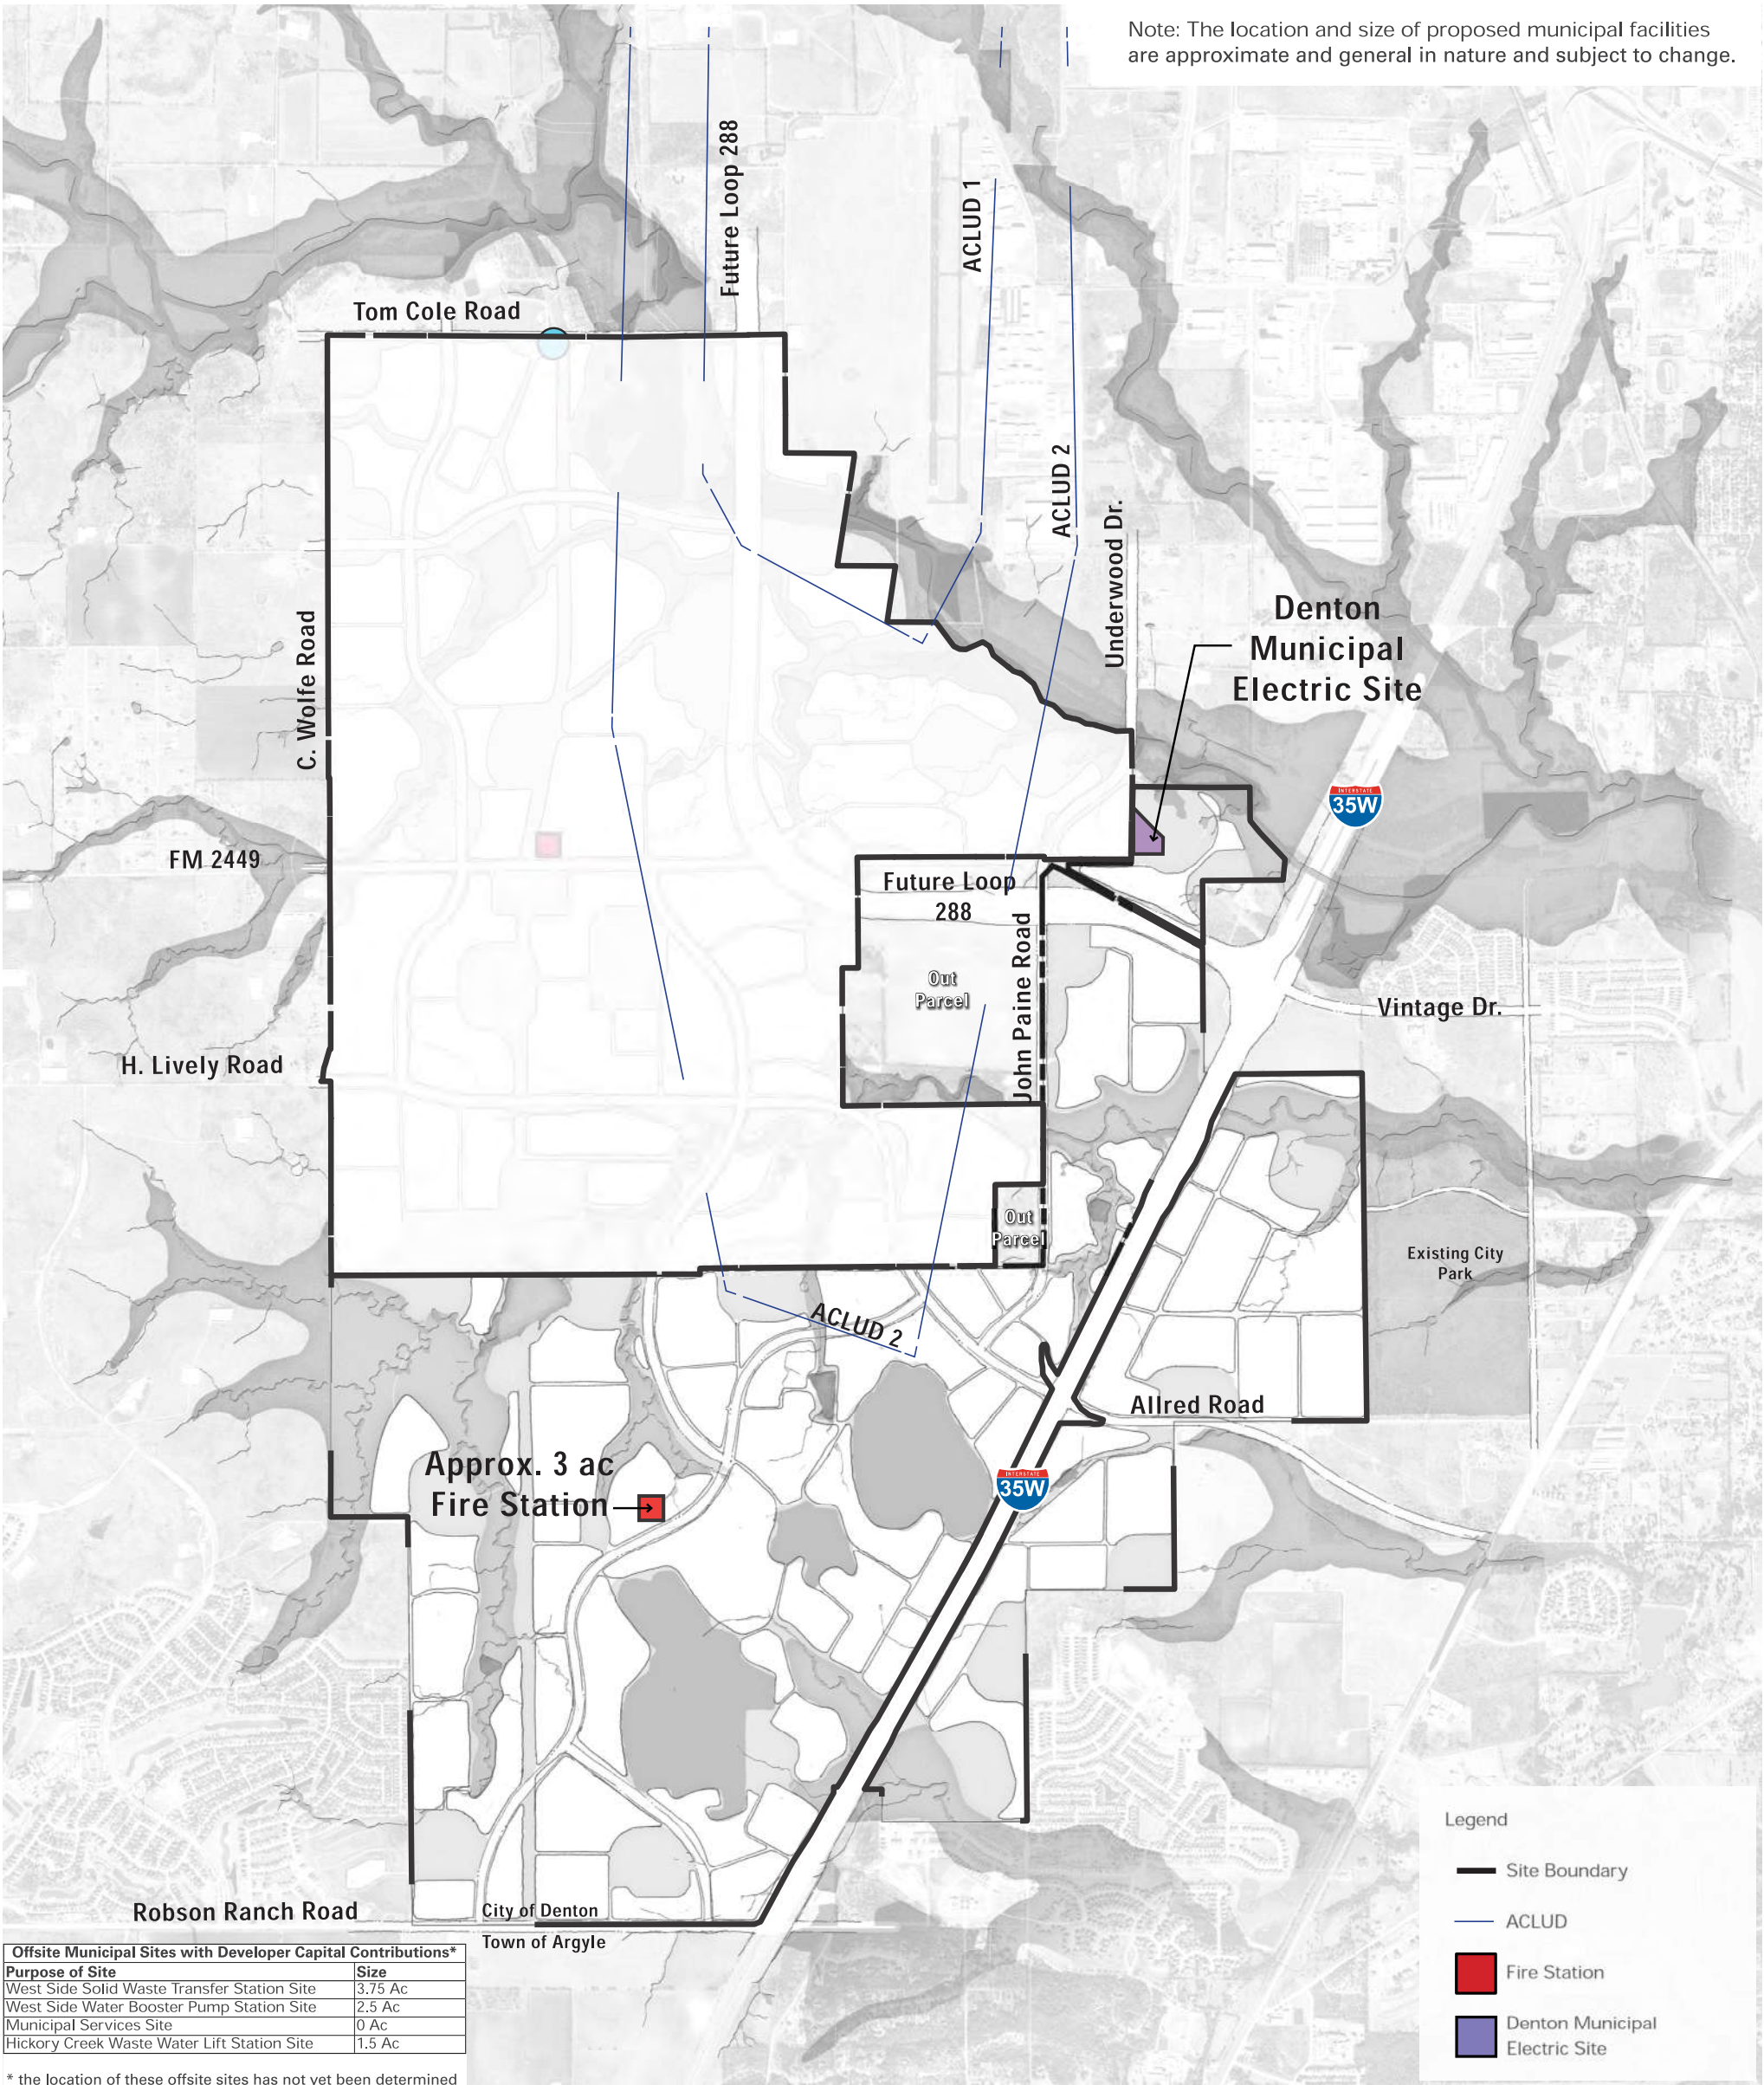 Note: The location and size of proposed municipal facilities
are approximate and general in nature and subject to change.
Future Loop 288
ACLUD 1
Tom Cole Road
ACLUD 2
Underwood Dr.
Denton
Municipal
Electric Site
C. Wolfe Road
INTERSTATE
35W
FM 2449
Future Loop
288
John Paine Road
Out
Parcel
Vintage Dr.
H. Lively Road
Out
Parcel
Existing City
Park
ACLUD 2
Allred Road
Approx. 3 ac
Fire Station
INTERSTATE
35W
Robson Ranch Road
City of Denton
Town of Argyle
Offsite Municipal Sites with Developer Capital Contributions*
Purpose of Site Size
West Side Solid Waste Transfer Station Site 3.75 Ac
West Side Water Booster Pump Station Site 2.5 Ac
Municipal Services Site 0 Ac
Hickory Creek Waste Water Lift Station Site 1.5 Ac
* the location of these offsite sites has not yet been determined
Legend
Site Boundary
ACLUD
Fire Station
Denton Municipal
Electric Site